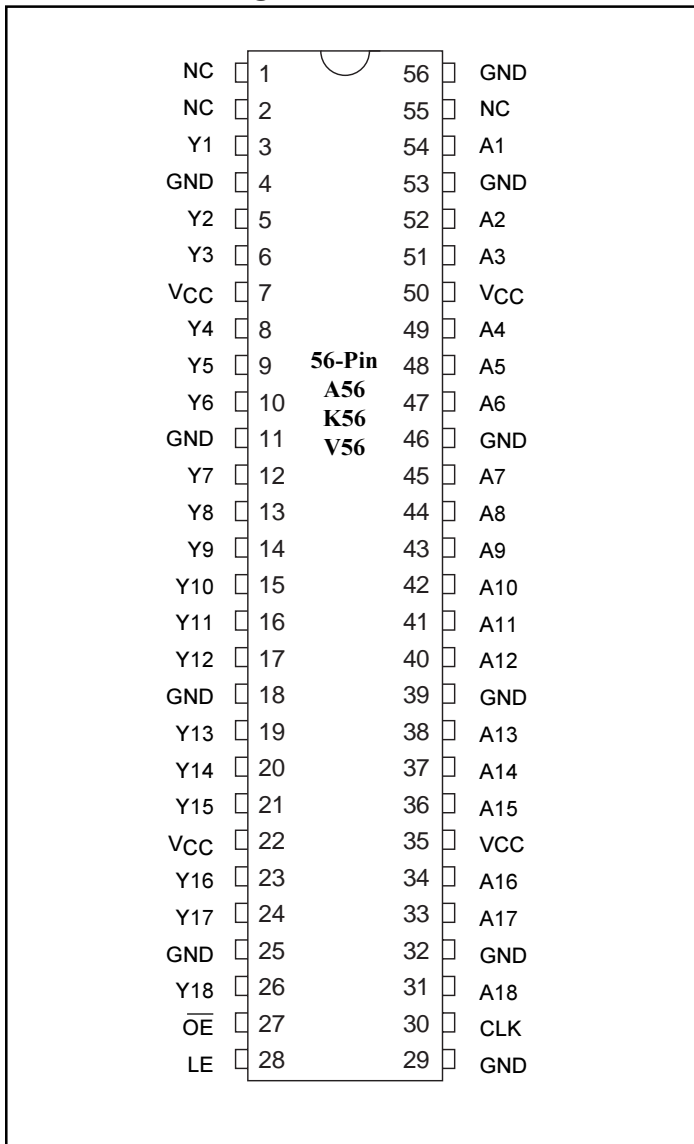 NC 1 56 GND
NC 2 55 NC
Y1 3 54 A1
GND 4 53 GND
Y2 5 52 A2
Y3 6 51 A3
VCC 7 50 VCC
Y4 8 49 A4
Y5 9 56-Pin 48 A5
Y6 10 A56 47 A6
K56
GND 11 V56 46 GND
Y7 12 45 A7
Y8 13 44 A8
Y9 14 43 A9
Y10 15 42 A10
Y11 16 41 A11
Y12 17 40 A12
GND 18 39 GND
Y13 19 38 A13
Y14 20 37 A14
Y15 21 36 A15
VCC 22 35 VCC
Y16 23 34 A16
Y17 24 33 A17
GND 25 32 GND
Y18 26 31 A18
O̅E̅ 27 30 CLK
LE 28 29 GND